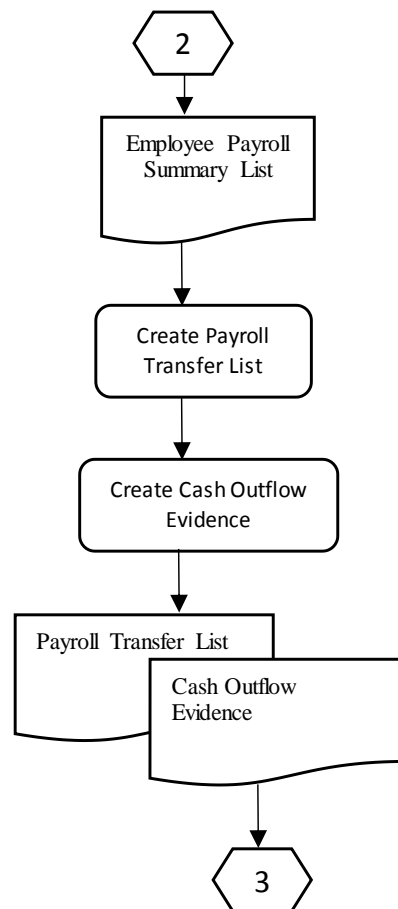 2
Employee Payroll
Summary List
Create Payroll
Transfer List
Create Cash Outflow
Evidence
Payroll Transfer List
Cash Outflow
Evidence
3